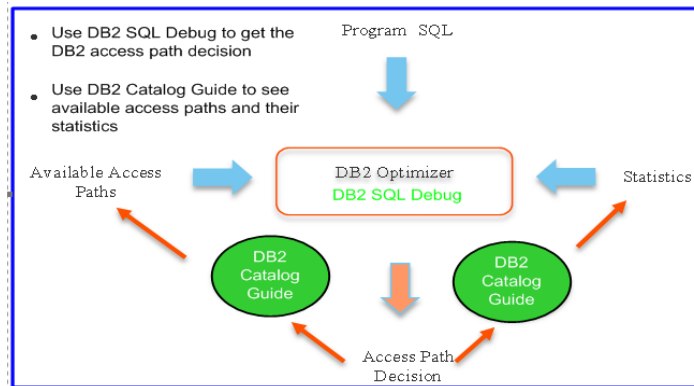 • Use DB2 SQL Debug to get the
DB2 access path decision
• Use DB2 Catalog Guide to see
available access paths and their
statistics
Program SQL
Available Access
Paths
DB2 Optimizer
DB2 SQL Debug
Statistics
DB2
Catalog
Guide
DB2
Catalog
Guide
Access Path
Decision